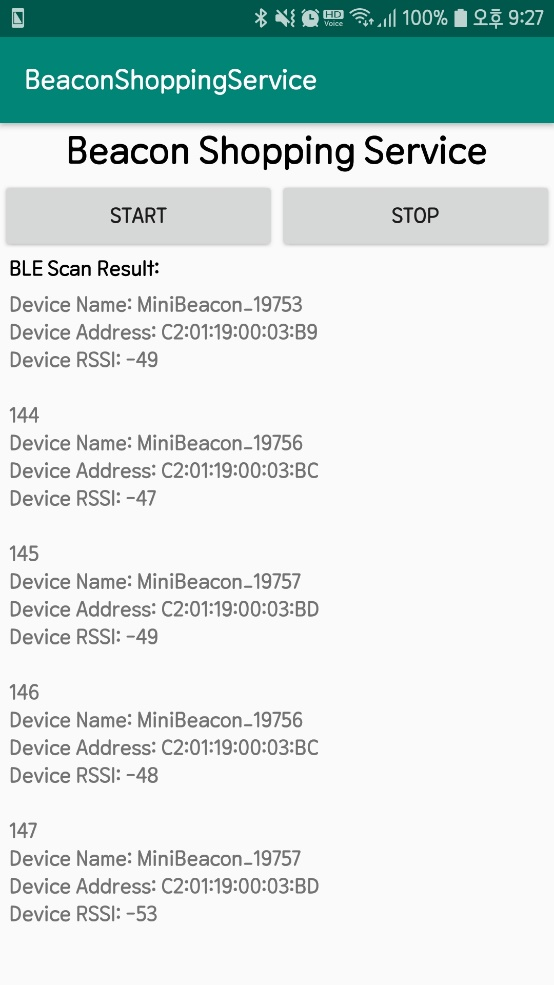 HD
Voice
100%
오후 9:27
BeaconShoppingService
Beacon Shopping Service
START
STOP
BLE Scan Result:
Device Name: MiniBeacon_19753
Device Address: C2:01:19:00:03:B9
Device RSSI: -49
144
Device Name: MiniBeacon_19756
Device Address: C2:01:19:00:03:BC
Device RSSI: -47
145
Device Name: MiniBeacon_19757
Device Address: C2:01:19:00:03:BD
Device RSSI: -49
146
Device Name: MiniBeacon_19756
Device Address: C2:01:19:00:03:BC
Device RSSI: -48
147
Device Name: MiniBeacon_19757
Device Address: C2:01:19:00:03:BD
Device RSSI: -53